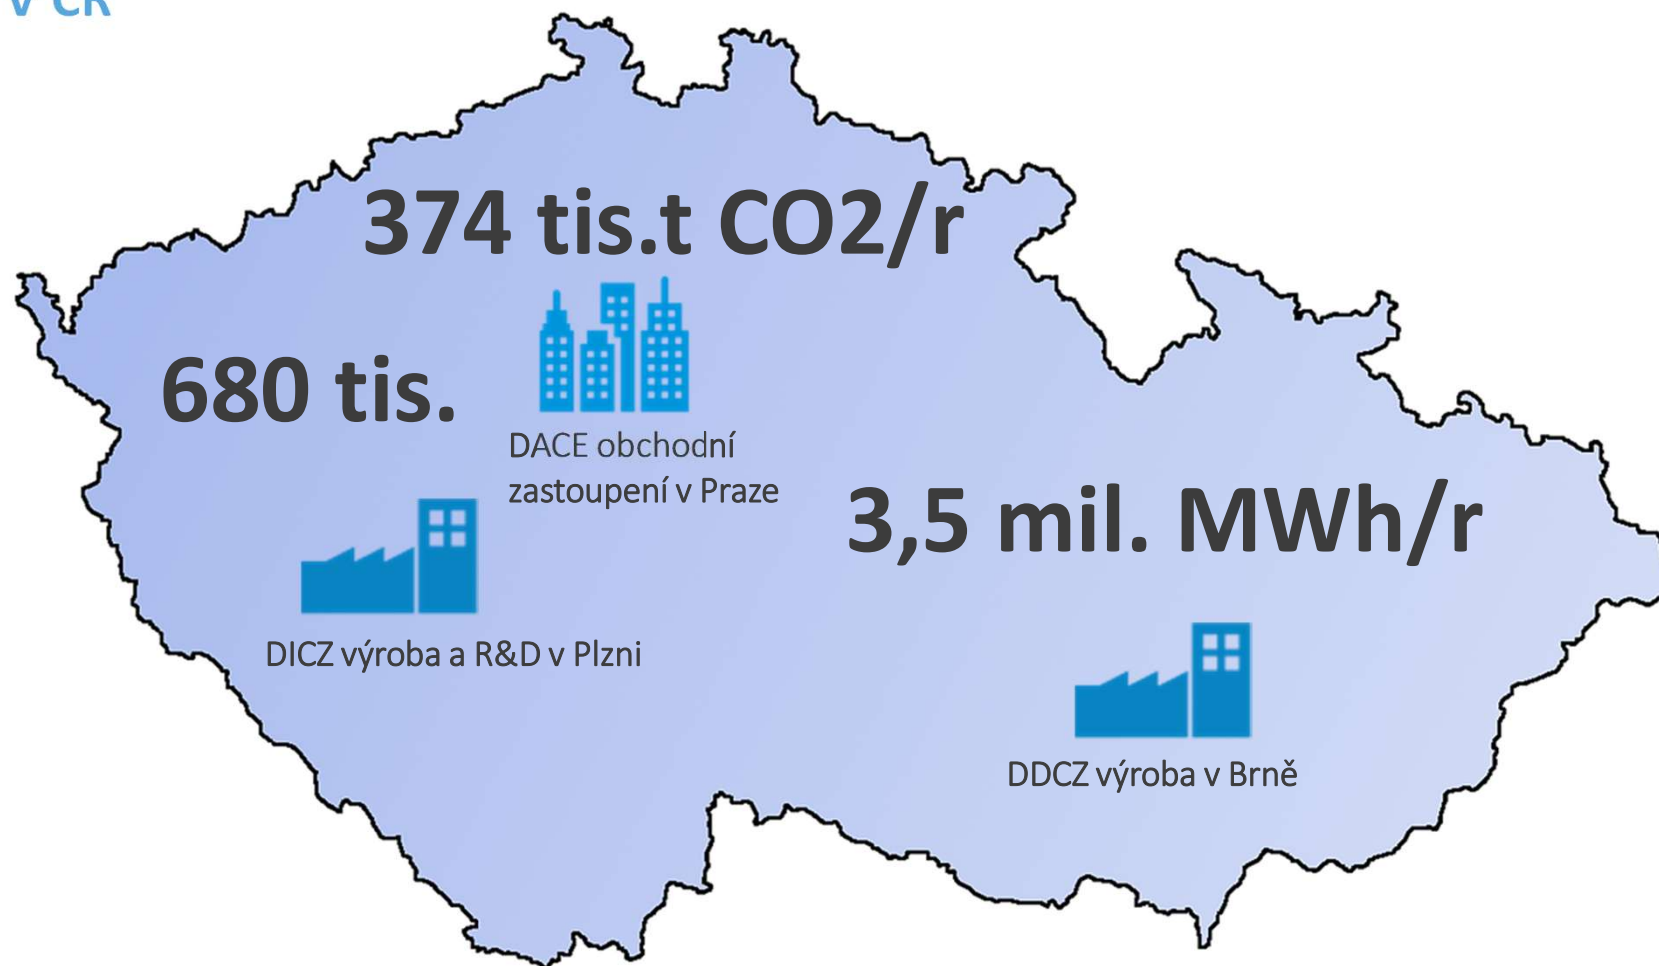 v ČR
374 tis.t CO2/r
680 tis.
DACE obchodní
zastoupení v Praze
3,5 mil. MWh/r
DICZ výroba a R&D v Plzni
DDCZ výroba v Brně